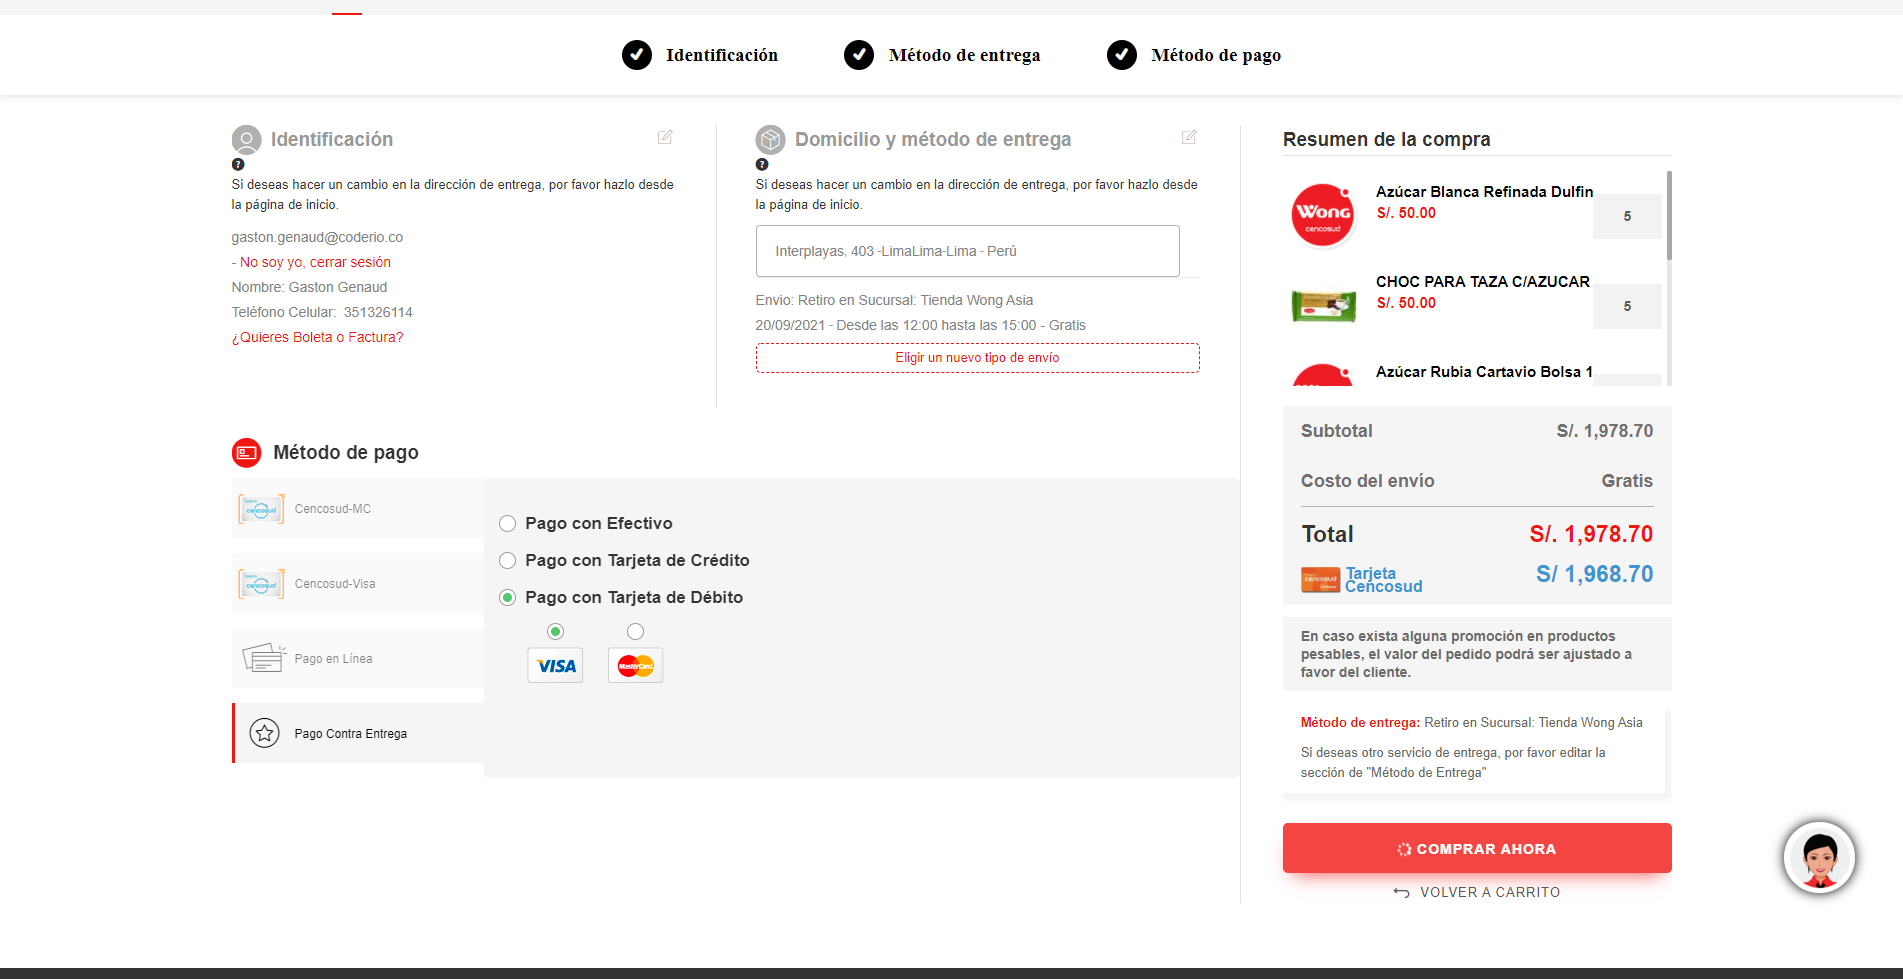 Identificación
Método de entrega
Método de pago
Identificación
?
Si deseas hacer un cambio en la dirección de entrega, por favor hazlo desde
la página de inicio.
gaston.genaud@coderio.co
- No soy yo, cerrar sesión
Nombre: Gaston Genaud
Teléfono Celular: 351326114
¿Quieres Boleta o Factura?
Domicilio y método de entrega
?
Si deseas hacer un cambio en la dirección de entrega, por favor hazlo desde
la página de inicio.
Interplayas, 403 -LimaLima-Lima - Perú
Envio: Retiro en Sucursal: Tienda Wong Asia
20/09/2021 - Desde las 12:00 hasta las 15:00 - Gratis
Eligir un nuevo tipo de envío
Método de pago
cencosud
Cencosud-MC
cencosud
Cencosud-Visa
Pago en Línea
Pago Contra Entrega
Pago con Efectivo
Pago con Tarjeta de Crédito
Pago con Tarjeta de Débito
VISA
MasterCard
Resumen de la compra
Wong
cencosud
Azúcar Blanca Refinada Dulfin
S/. 50.00
5
CHOC PARA TAZA C/AZUCAR
S/. 50.00
5
Azúcar Rubia Cartavio Bolsa 1
Subtotal S/. 1,978.70
Costo del envío Gratis
Total S/. 1,978.70
cencosud
Tarjeta
Cencosud
S/ 1,968.70
En caso exista alguna promoción en productos
pesables, el valor del pedido podrá ser ajustado a
favor del cliente.
Método de entrega: Retiro en Sucursal: Tienda Wong Asia
Si deseas otro servicio de entrega, por favor editar la
sección de "Método de Entrega"
COMPRAR AHORA
VOLVER A CARRITO